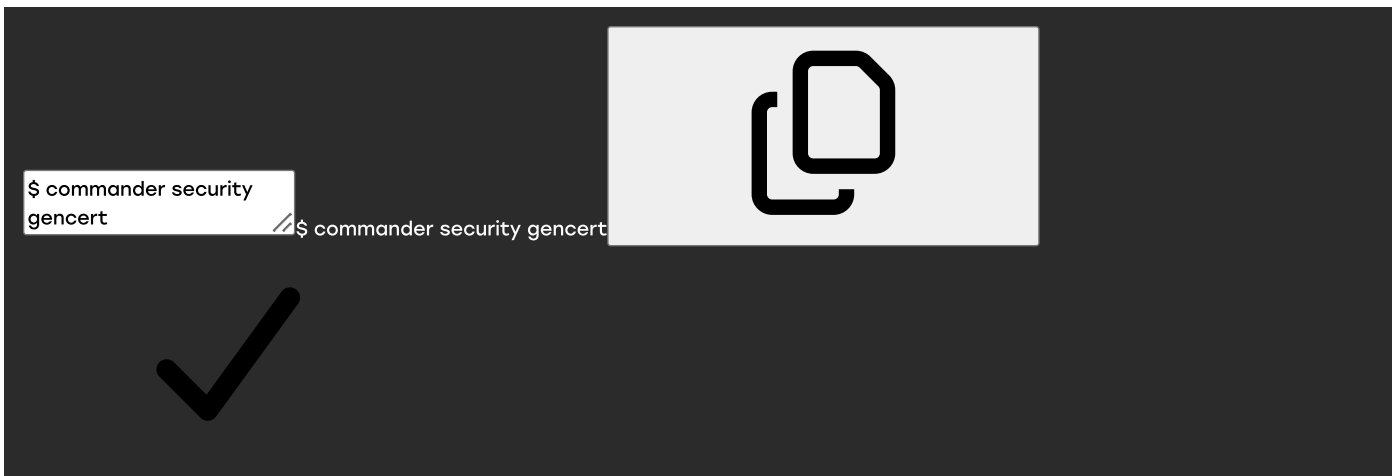 $ commander security
gencert
$ commander security gencert